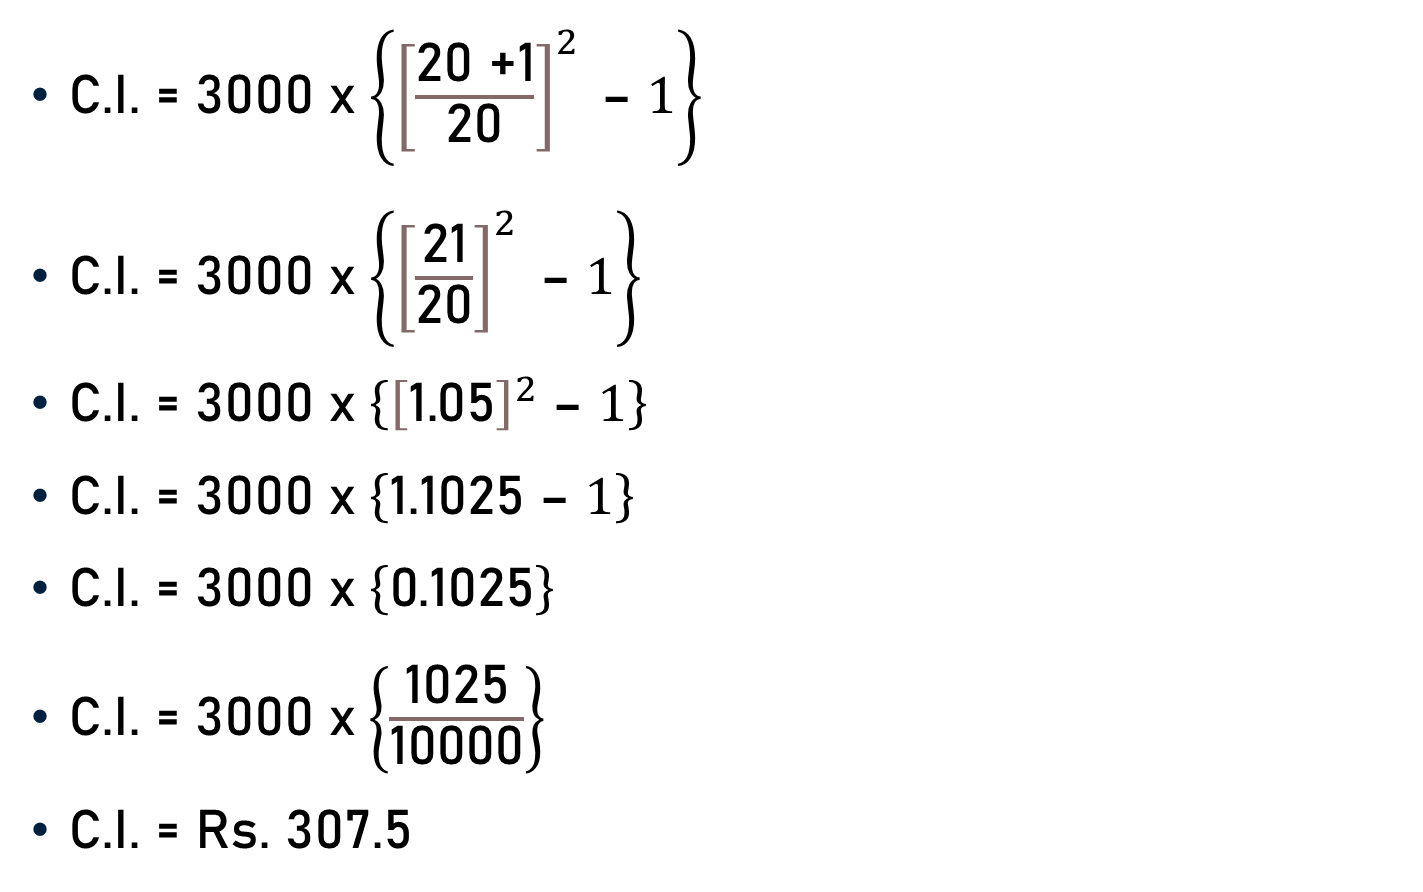 • C.I. = 3000 x {[(20 +1)/20]² – 1}
• C.I. = 3000 x {[21/20]² – 1}
• C.I. = 3000 x {[1.05]² – 1}
• C.I. = 3000 x {1.1025 – 1}
• C.I. = 3000 x {0.1025}
• C.I. = 3000 x {1025/10000}
• C.I. = Rs. 307.5